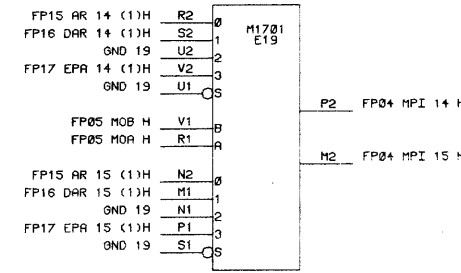 FP15 AR 14 (1)H R2 0
M1701
E19
FP16 DAR 14 (1)H S2 1
GND 19 U2 2
FP17 EPA 14 (1)H V2 3
GND 19 U1 S
P2 FP04 MPI 14 H
FP05 MOB H V1 B
FP05 MOA H R1 A
M2 FP04 MPI 15 H
FP15 AR 15 (1)H N2 0
FP16 DAR 15 (1)H M1 1
GND 19 N1 2
FP17 EPA 15 (1)H P1 3
GND 19 S1 S